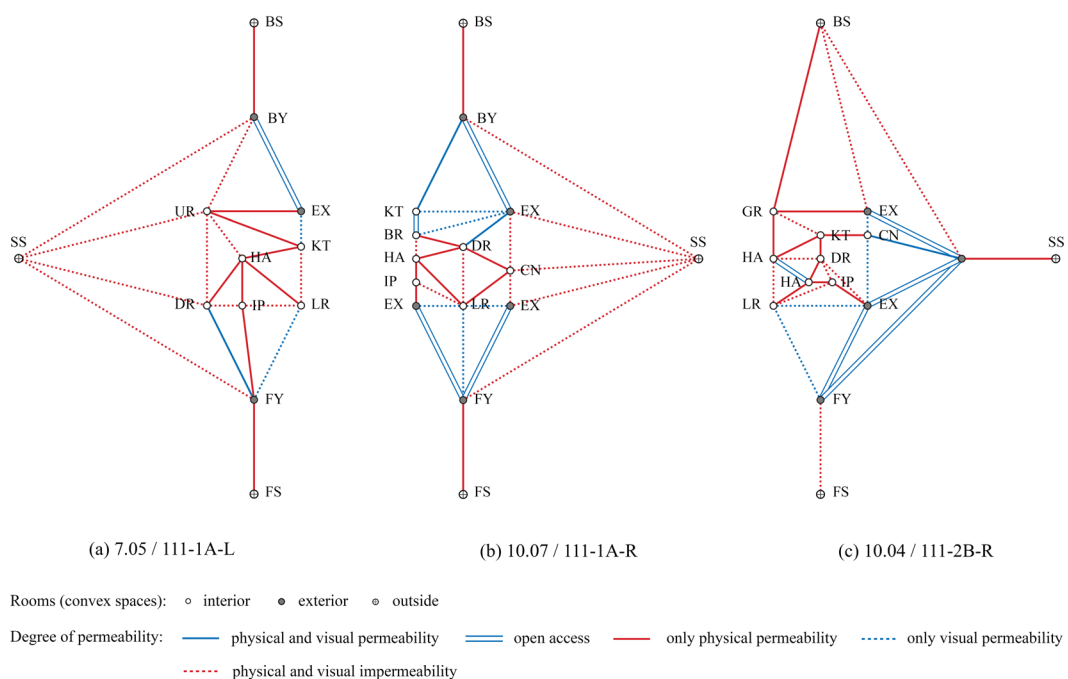 BS
BS
BS
BY
BY
UR
EX
KT
EX
GR
EX
SS
KT
BR
DR
KT
CN
SS
HA
HA
CN
SS
HA
DR
IP
HA
IP
DR
IP
LR
EX
LR
EX
LR
EX
FY
FY
FY
FS
FS
FS
(a) 7.05 / 111-1A-L
(b) 10.07 / 111-1A-R
(c) 10.04 / 111-2B-R
Rooms (convex spaces): interior exterior outside
Degree of permeability: physical and visual permeability open access only physical permeability only visual permeability
physical and visual impermeability